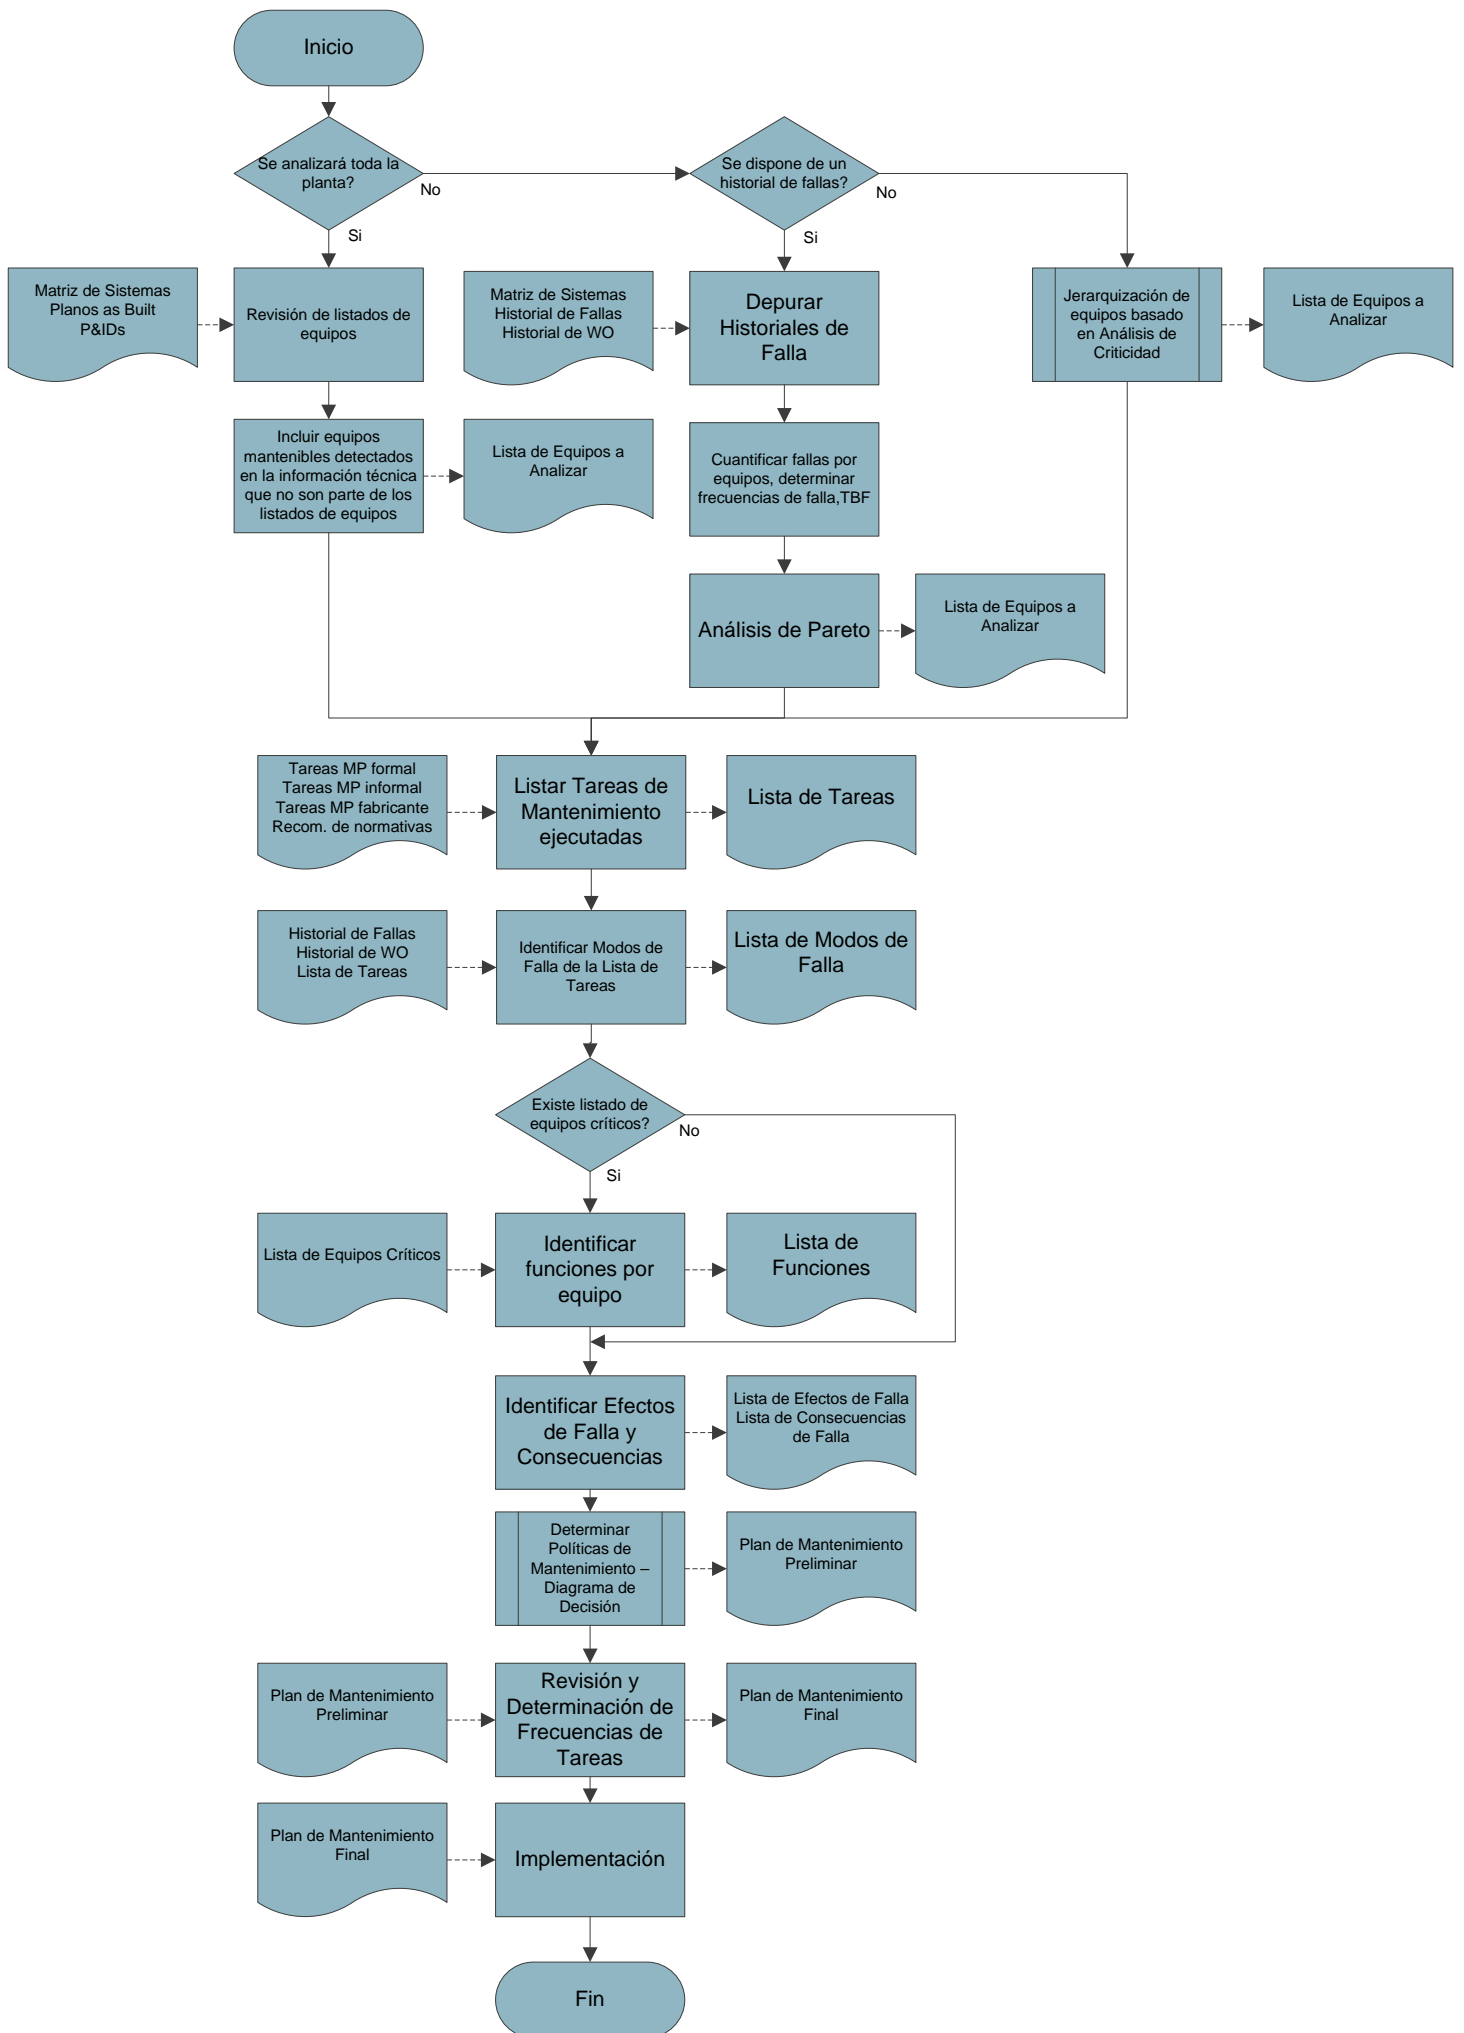 Inicio
Se analizará toda la
planta?
No
Si
Se dispone de un
historial de fallas?
No
Si
Matriz de Sistemas
Planos as Built
P&IDs
Revisión de listados de
equipos
Matriz de Sistemas
Historial de Fallas
Historial de WO
Depurar
Historiales de
Falla
Jerarquización de
equipos basado
en Análisis de
Criticidad
Lista de Equipos a
Analizar
Incluir equipos
mantenibles detectados
en la información técnica
que no son parte de los
listados de equipos
Lista de Equipos a
Analizar
Cuantificar fallas por
equipos, determinar
frecuencias de falla,TBF
Análisis de Pareto
Lista de Equipos a
Analizar
Tareas MP formal
Tareas MP informal
Tareas MP fabricante
Recom. de normativas
Listar Tareas de
Mantenimiento
ejecutadas
Lista de Tareas
Historial de Fallas
Historial de WO
Lista de Tareas
Identificar Modos de
Falla de la Lista de
Tareas
Lista de Modos de
Falla
Existe listado de
equipos críticos?
No
Si
Lista de Equipos Críticos
Identificar
funciones por
equipo
Lista de
Funciones
Identificar Efectos
de Falla y
Consecuencias
Lista de Efectos de Falla
Lista de Consecuencias
de Falla
Determinar
Políticas de
Mantenimiento –
Diagrama de
Decisión
Plan de Mantenimiento
Preliminar
Plan de Mantenimiento
Preliminar
Revisión y
Determinación de
Frecuencias de
Tareas
Plan de Mantenimiento
Final
Plan de Mantenimiento
Final
Implementación
Fin